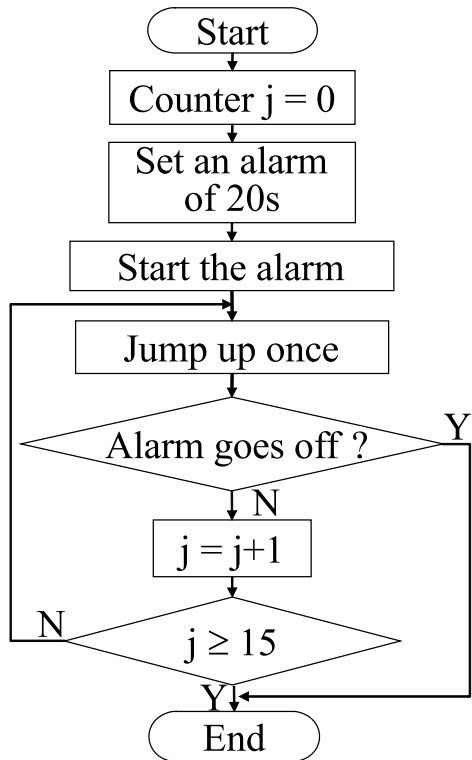 Start
Counter j = 0
Set an alarm
of 20s
Start the alarm
Jump up once
Alarm goes off ?
Y
N
j = j+1
N
j ≥ 15
Y
End